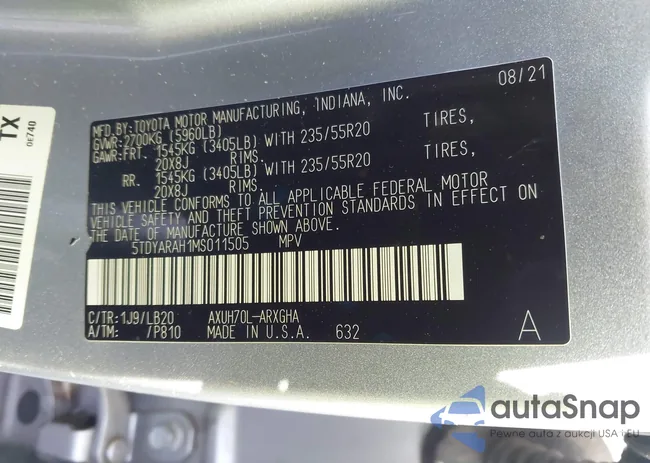 08/21
MFD.BY:TOYOTA MOTOR MANUFACTURING, INDIANA, INC.
GVWR:2700KG (5960LB)
GAWR:FRT. 1545KG (3405LB) WITH 235/55R20 TIRES,
20X8J RIMS.
RR. 1545KG (3405LB) WITH 235/55R20 TIRES,
20X8J RIMS.
THIS VEHICLE CONFORMS TO ALL APPLICABLE FEDERAL MOTOR
VEHICLE SAFETY AND THEFT PREVENTION STANDARDS IN EFFECT ON
THE DATE OF MANUFACTURE SHOWN ABOVE.
5TDYARAH1MS011505 MPV
C/TR:1J9/LB20 AXUH70L-ARXGHA
A/TM: /P810 MADE IN U.S.A. 632 A
TX
0E740
autoSnap
Pewne auto z aukcji USA i EU